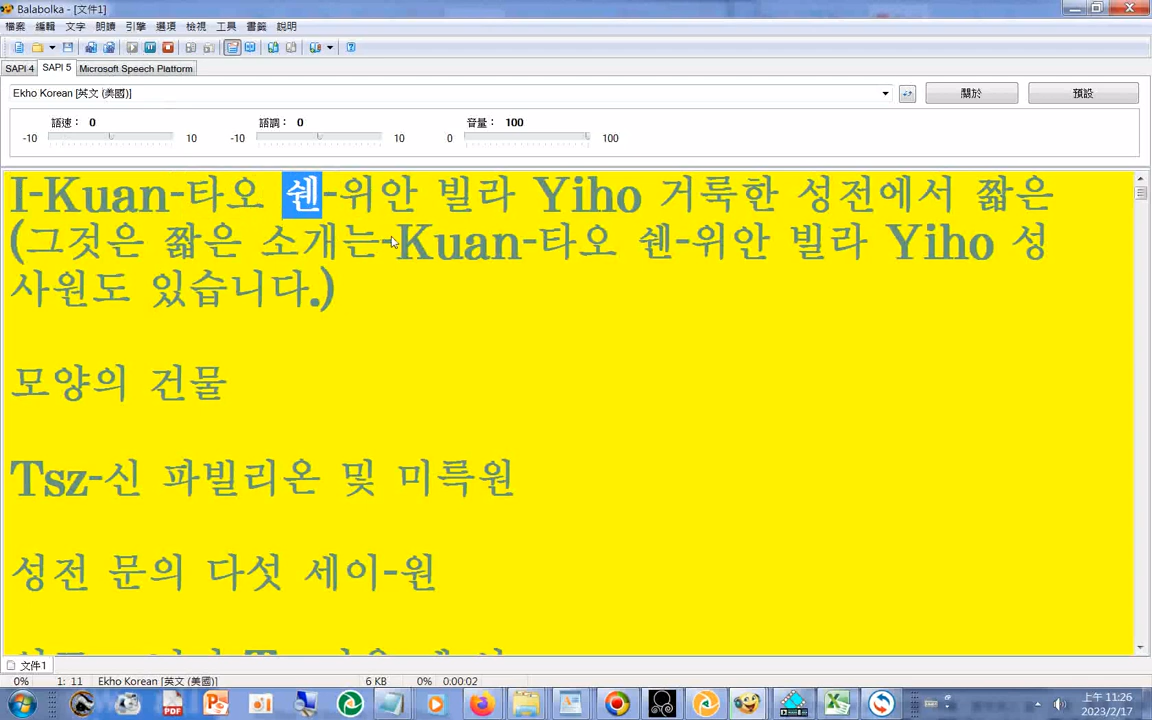 Balabolka - [文件1]
檔案 編輯 文字 朗讀 引擎 選項 檢視 工具 書籤 說明
SAPI 4 SAPI 5 Microsoft Speech Platform
Ekho Korean [英文 (美國)] 關於 預設
語速： 0 語調： 0 音量： 100
-10 10 -10 10 0 100
I-Kuan-타오 쉔-위안 빌라 Yiho 거룩한 성전에서 짧은
(그것은 짧은 소개는-Kuan-타오 쉔-위안 빌라 Yiho 성
사원도 있습니다.)
모양의 건물
Tsz-신 파빌리온 및 미륵원
성전 문의 다섯 세이-원
文件1
0% 1: 11 Ekho Korean [英文 (美國)] 6 KB 0% 0:00:02
上午 11:26
2023/2/17